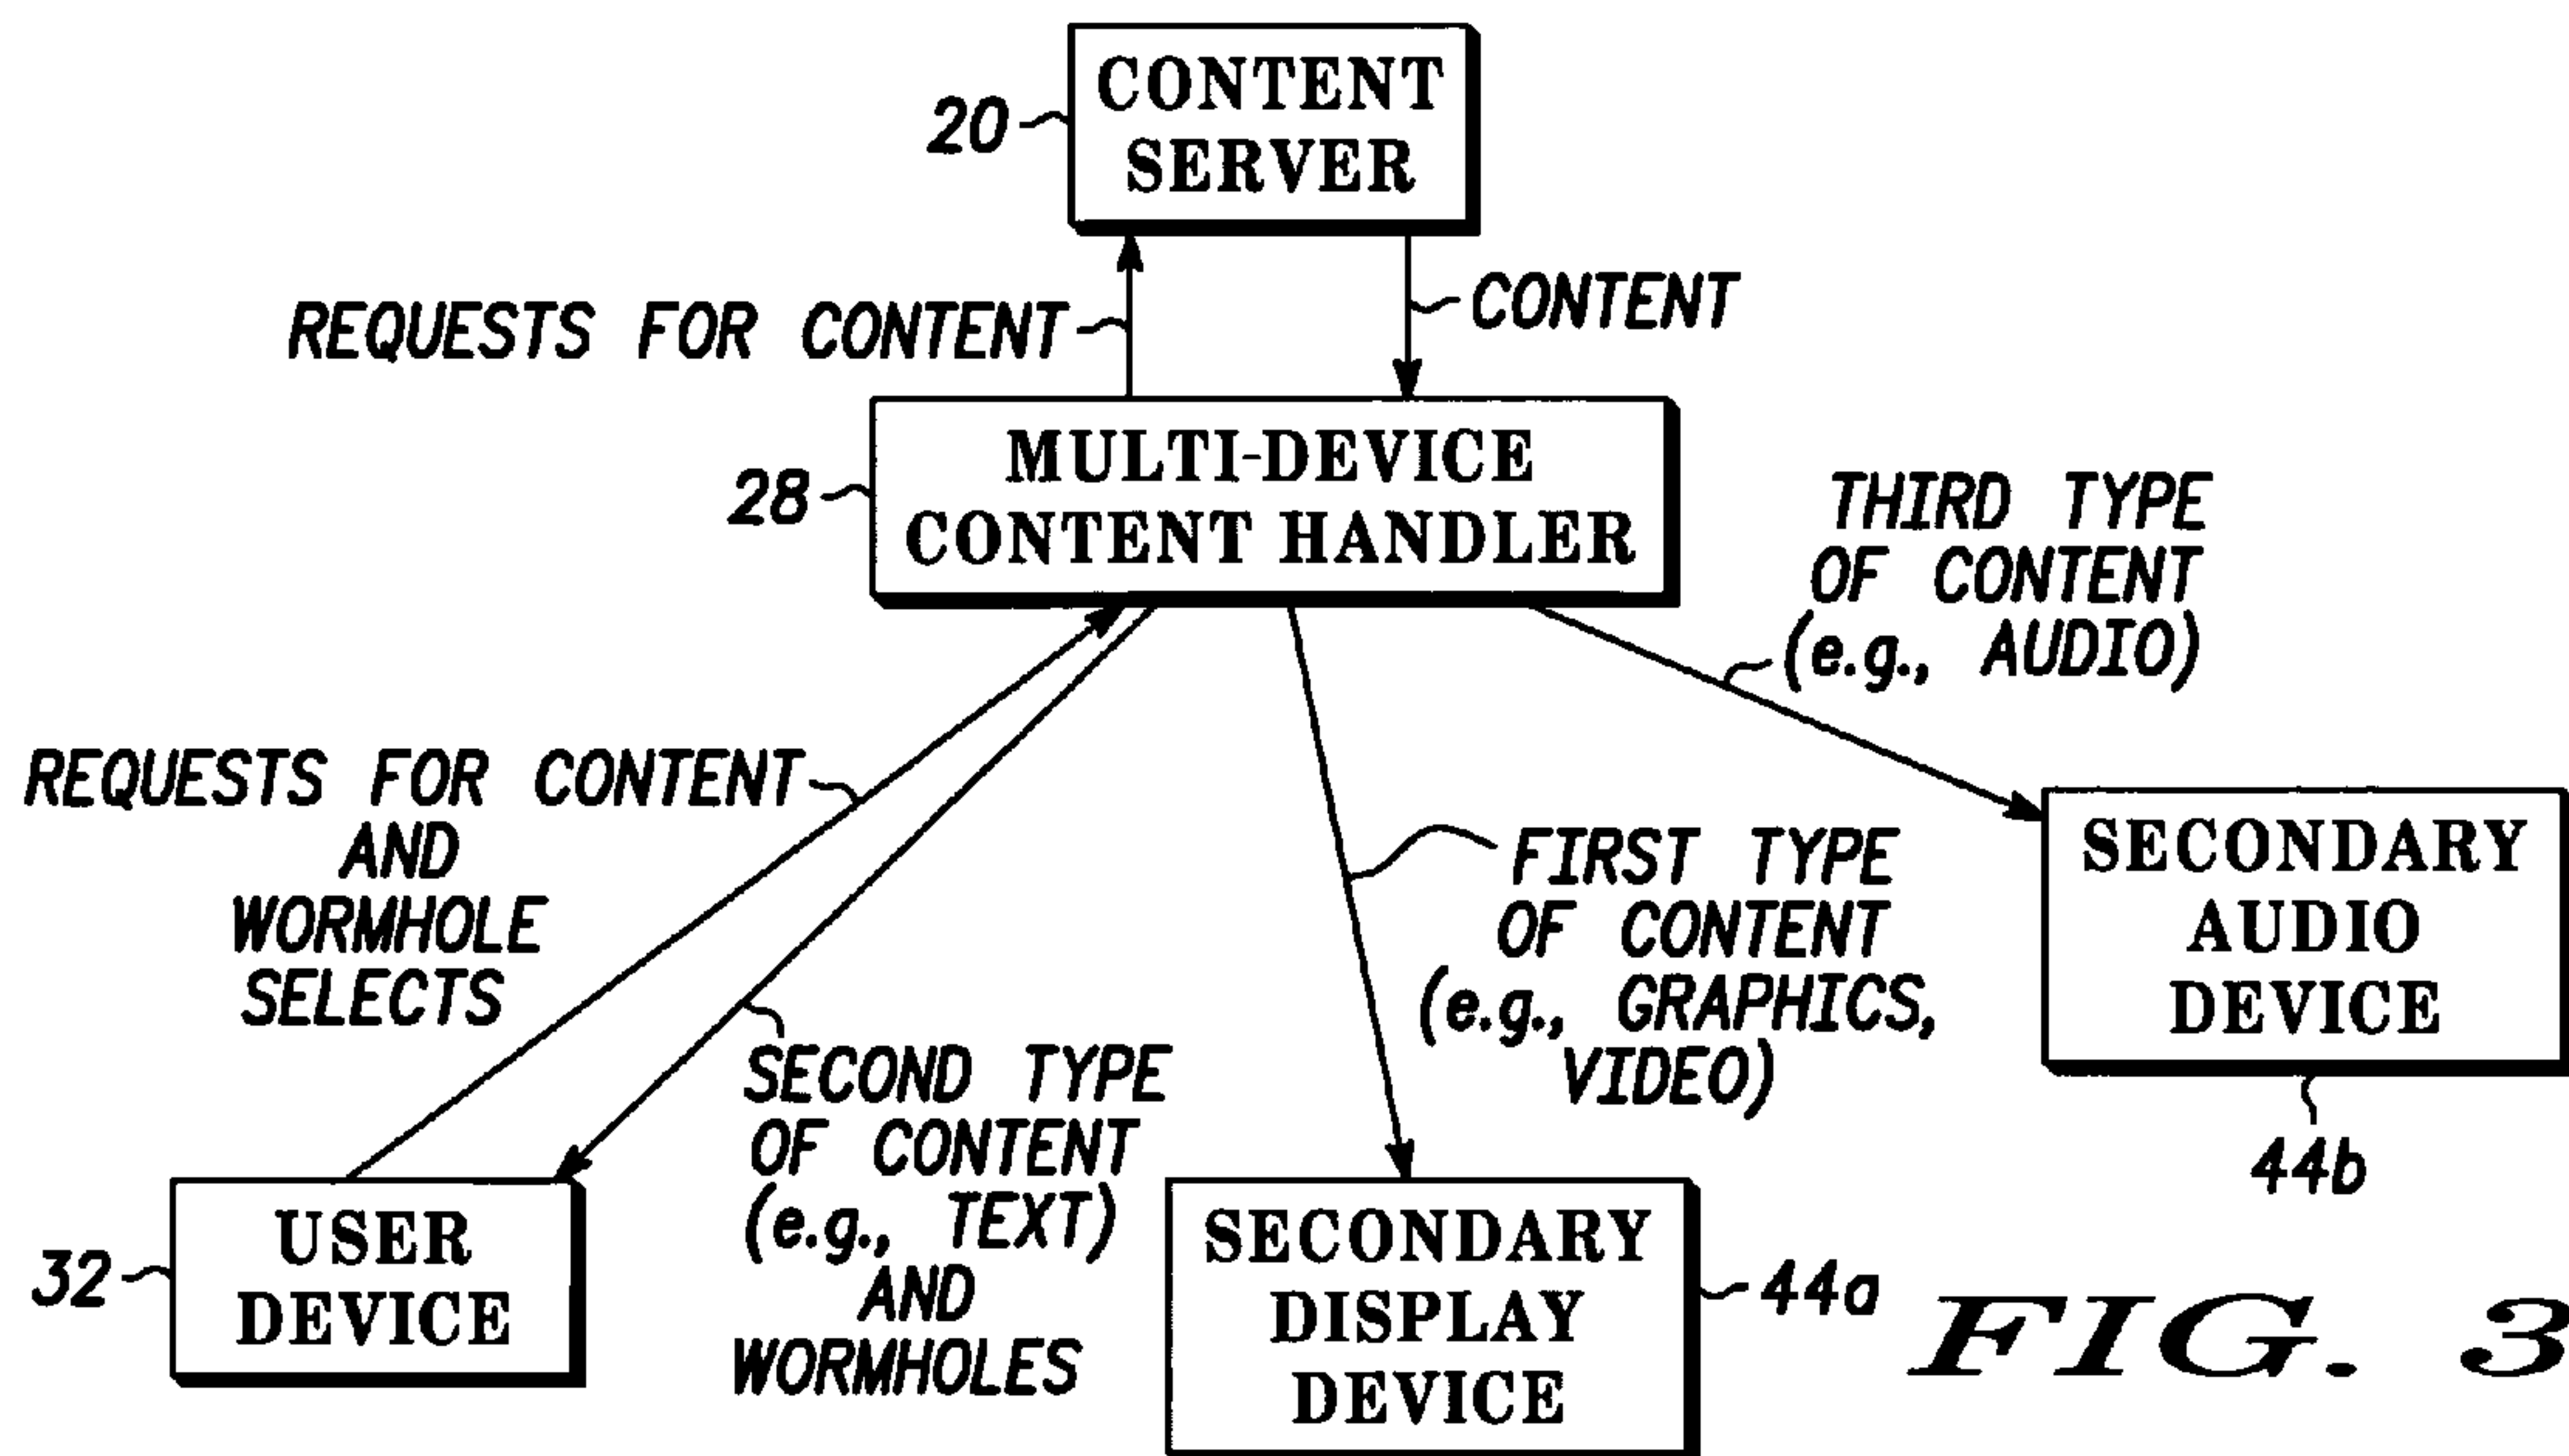 CONTENT
SERVER
20
REQUESTS FOR CONTENT
CONTENT
MULTI-DEVICE
CONTENT HANDLER
28
THIRD TYPE
OF CONTENT
(e.g., AUDIO)
REQUESTS FOR CONTENT
AND
WORMHOLE
SELECTS
FIRST TYPE
OF CONTENT
(e.g., GRAPHICS,
VIDEO)
SECONDARY
AUDIO
DEVICE
44b
SECOND TYPE
OF CONTENT
(e.g., TEXT)
AND
WORMHOLES
USER
DEVICE
32
SECONDARY
DISPLAY
DEVICE
44a
FIG. 3